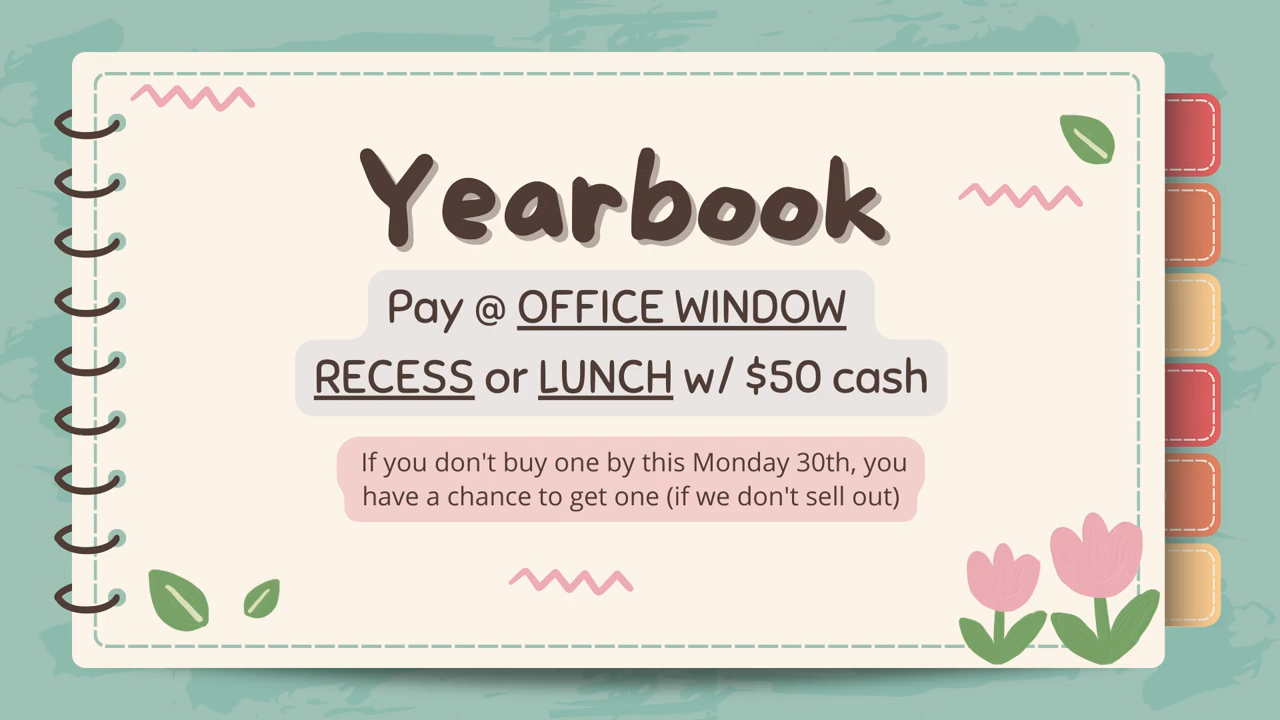 Yearbook
Pay @ OFFICE WINDOW
RECESS or LUNCH w/ $50 cash
If you don't buy one by this Monday 30th, you
have a chance to get one (if we don't sell out)